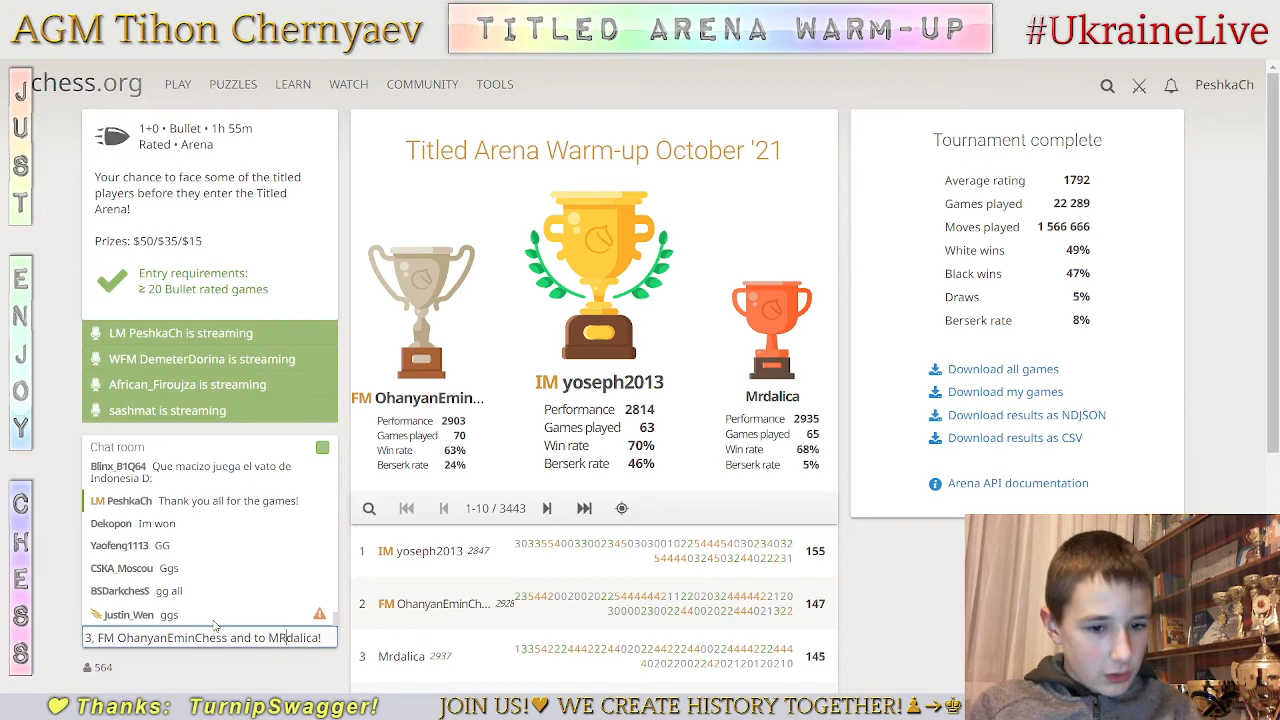 AGM Tihon Chernyaev
TITLED ARENA WARM-UP
#UkraineLive
JUST
ENJOY
CHESS
chess.org
PLAY PUZZLES LEARN WATCH COMMUNITY TOOLS
PeshkaCh
1+0 • Bullet • 1h 55m
Rated • Arena
Your chance to face some of the titled
players before they enter the Titled
Arena!
Prizes: $50/$35/$15
Entry requirements:
≥ 20 Bullet rated games
LM PeshkaCh is streaming
WFM DemeterDorina is streaming
African_Firoujza is streaming
sashmat is streaming
Chat room
Blinx_B1Q64 Que macizo juega el vato de
Indonesia D:
LM PeshkaCh Thank you all for the games!
Dekopon Im won
Yaofeng1113 GG
CSKA_Moscou Ggs
BSDarkchesS gg all
Justin_Wen ggs
3, FM OhanyanEminChess and to MRdalica!
564
Titled Arena Warm-up October '21
FM OhanyanEmin...
Performance 2903
Games played 70
Win rate 63%
Berserk rate 24%
IM yoseph2013
Performance 2814
Games played 63
Win rate 70%
Berserk rate 46%
Mrdalica
Performance 2935
Games played 65
Win rate 68%
Berserk rate 5%
1-10 / 3443
1 IM yoseph2013 2847
155
2 FM OhanyanEminCh... 2928
147
3 Mrdalica 2937
145
Tournament complete
Average rating 1792
Games played 22 289
Moves played 1 566 666
White wins 49%
Black wins 47%
Draws 5%
Berserk rate 8%
Download all games
Download my games
Download results as NDJSON
Download results as CSV
Arena API documentation
Thanks: TurnipSwagger!
JOIN US! WE CREATE HISTORY TOGETHER!